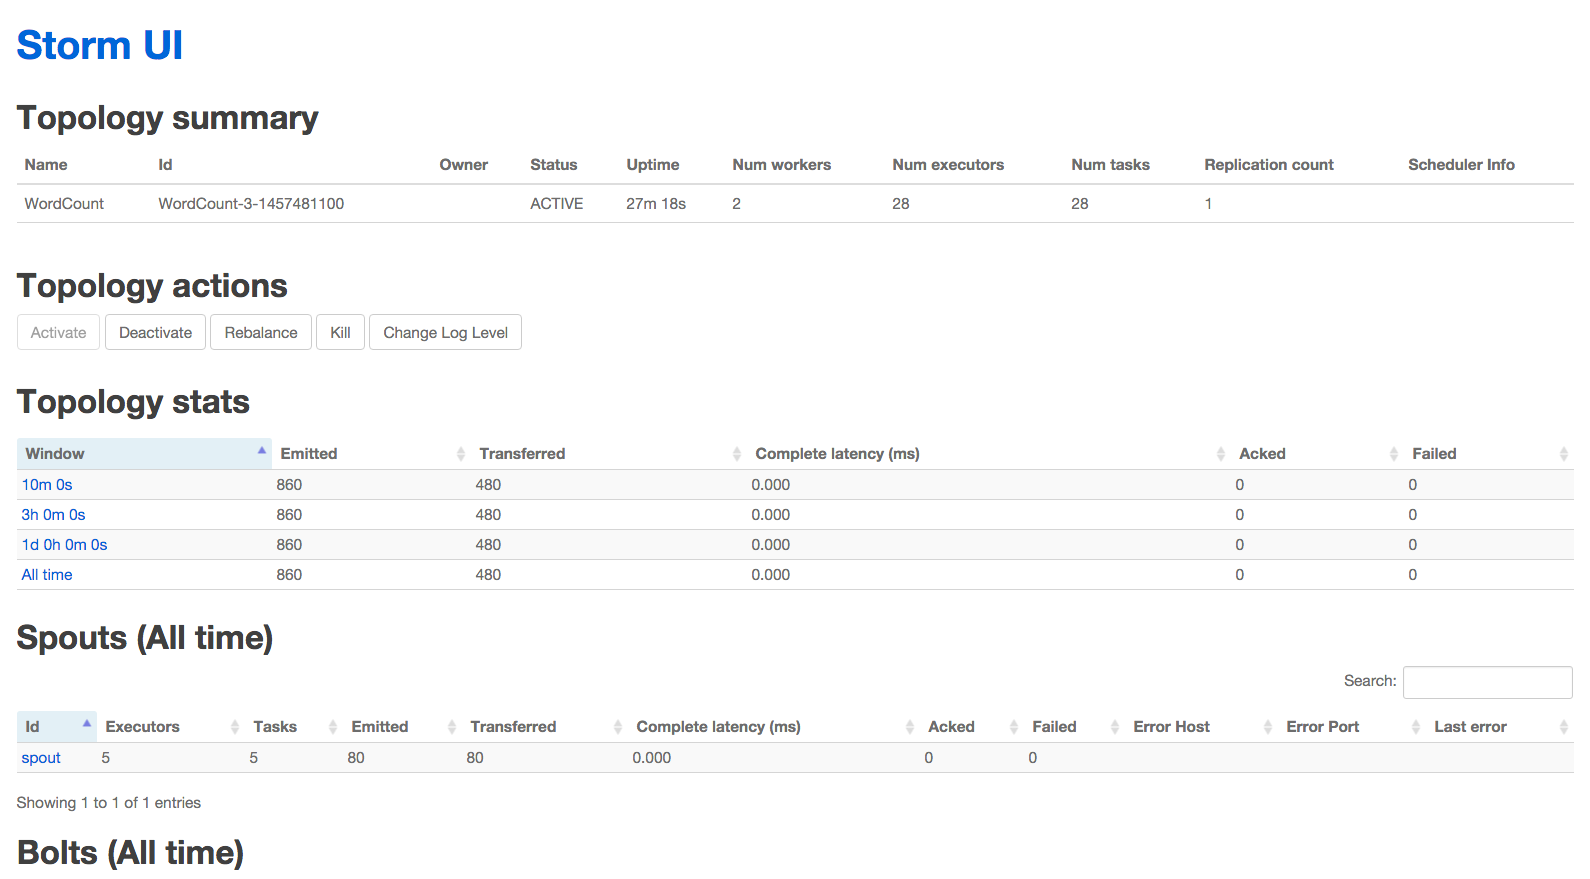 Storm UI
Topology summary
Name Id Owner Status Uptime Num workers Num executors Num tasks Replication count Scheduler Info
WordCount WordCount-3-1457481100 ACTIVE 27m 18s 2 28 28 1
Topology actions
Activate Deactivate Rebalance Kill Change Log Level
Topology stats
Window Emitted Transferred Complete latency (ms) Acked Failed
10m 0s 860 480 0.000 0 0
3h 0m 0s 860 480 0.000 0 0
1d 0h 0m 0s 860 480 0.000 0 0
All time 860 480 0.000 0 0
Spouts (All time)
Search:
Id Executors Tasks Emitted Transferred Complete latency (ms) Acked Failed Error Host Error Port Last error
spout 5 5 80 80 0.000 0 0
Showing 1 to 1 of 1 entries
Bolts (All time)